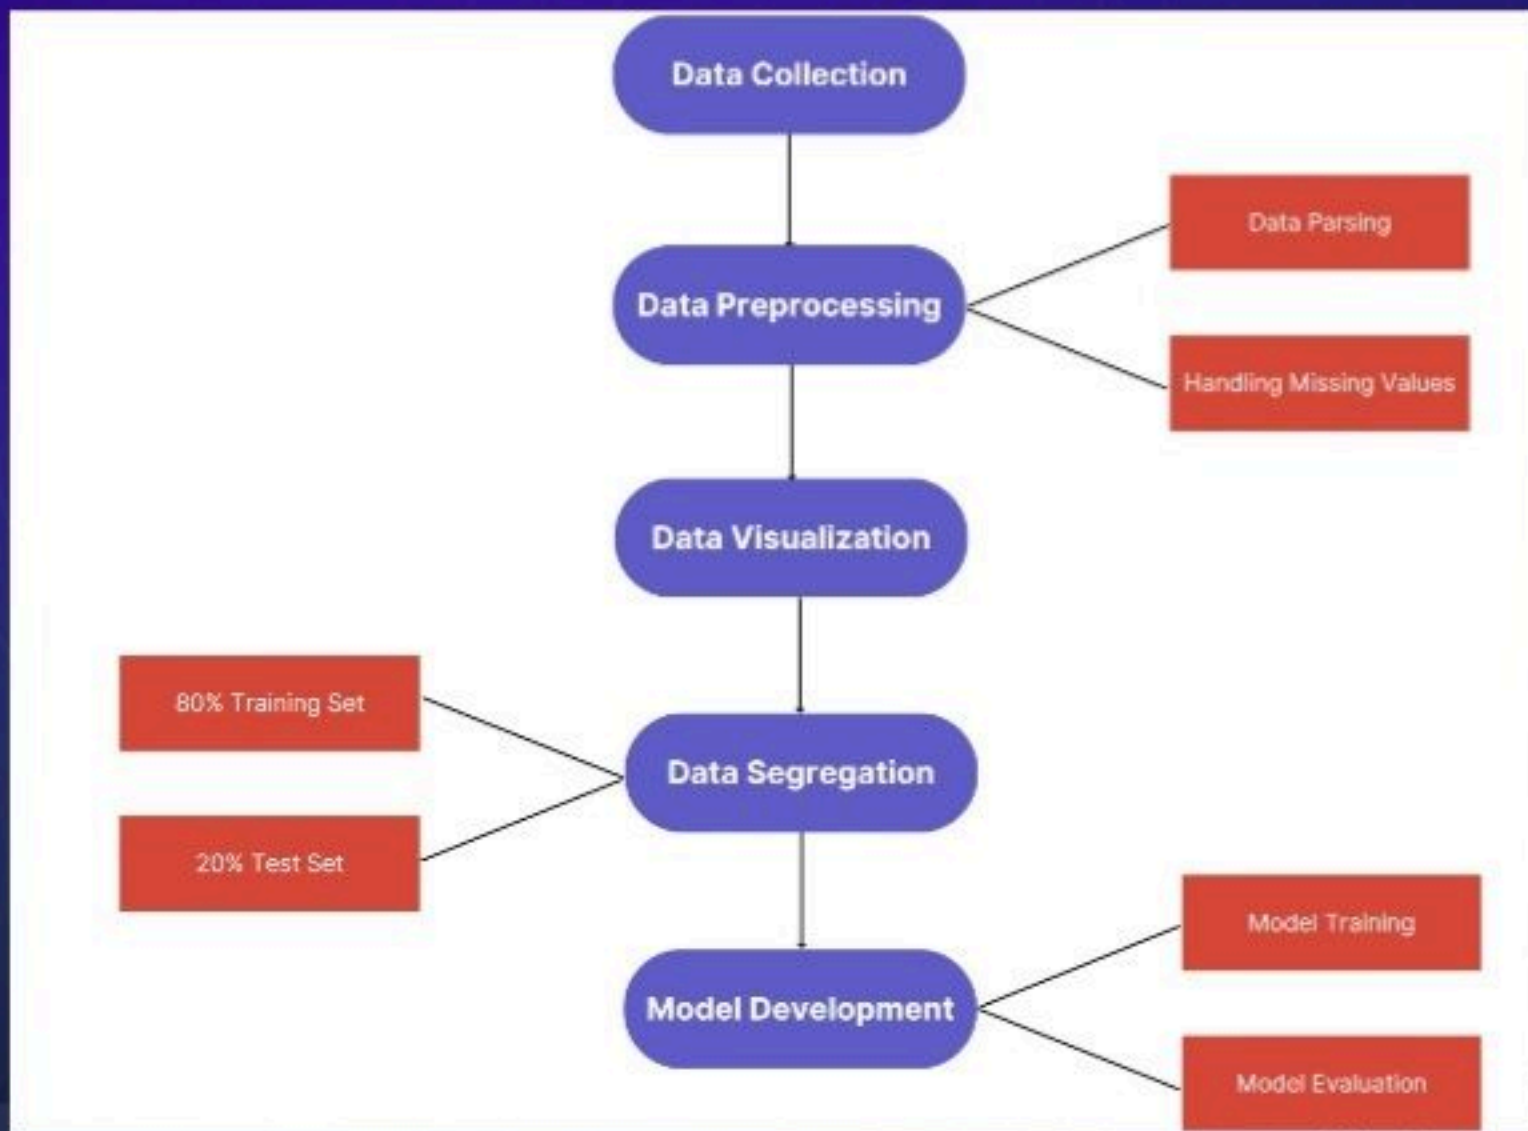 Data Collection
Data Parsing
Data Preprocessing
Handling Missing Values
Data Visualization
80% Training Set
Data Segregation
20% Test Set
Model Training
Model Development
Model Evaluation